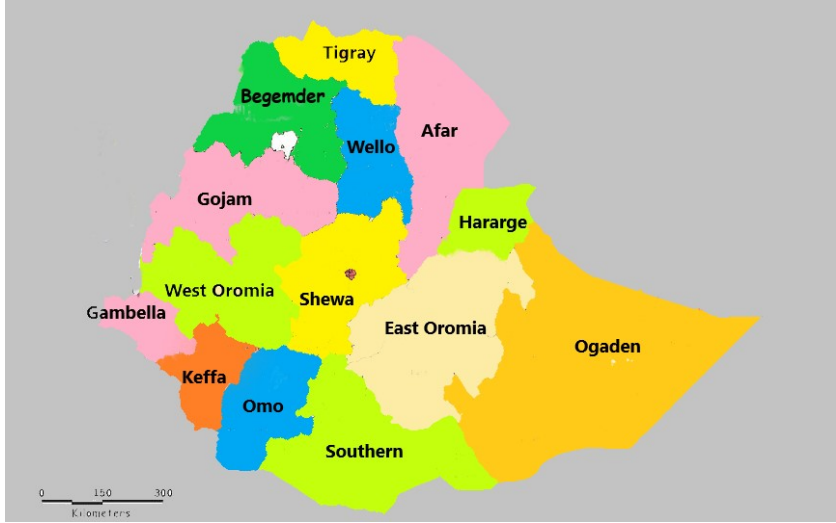 Tigray
Begemder
Afar
Wello
Gojam
Hararge
West Oromia
Shewa
Gambella
East Oromia
Ogaden
Keffa
Omo
Southern
0 150 300
Kilometers